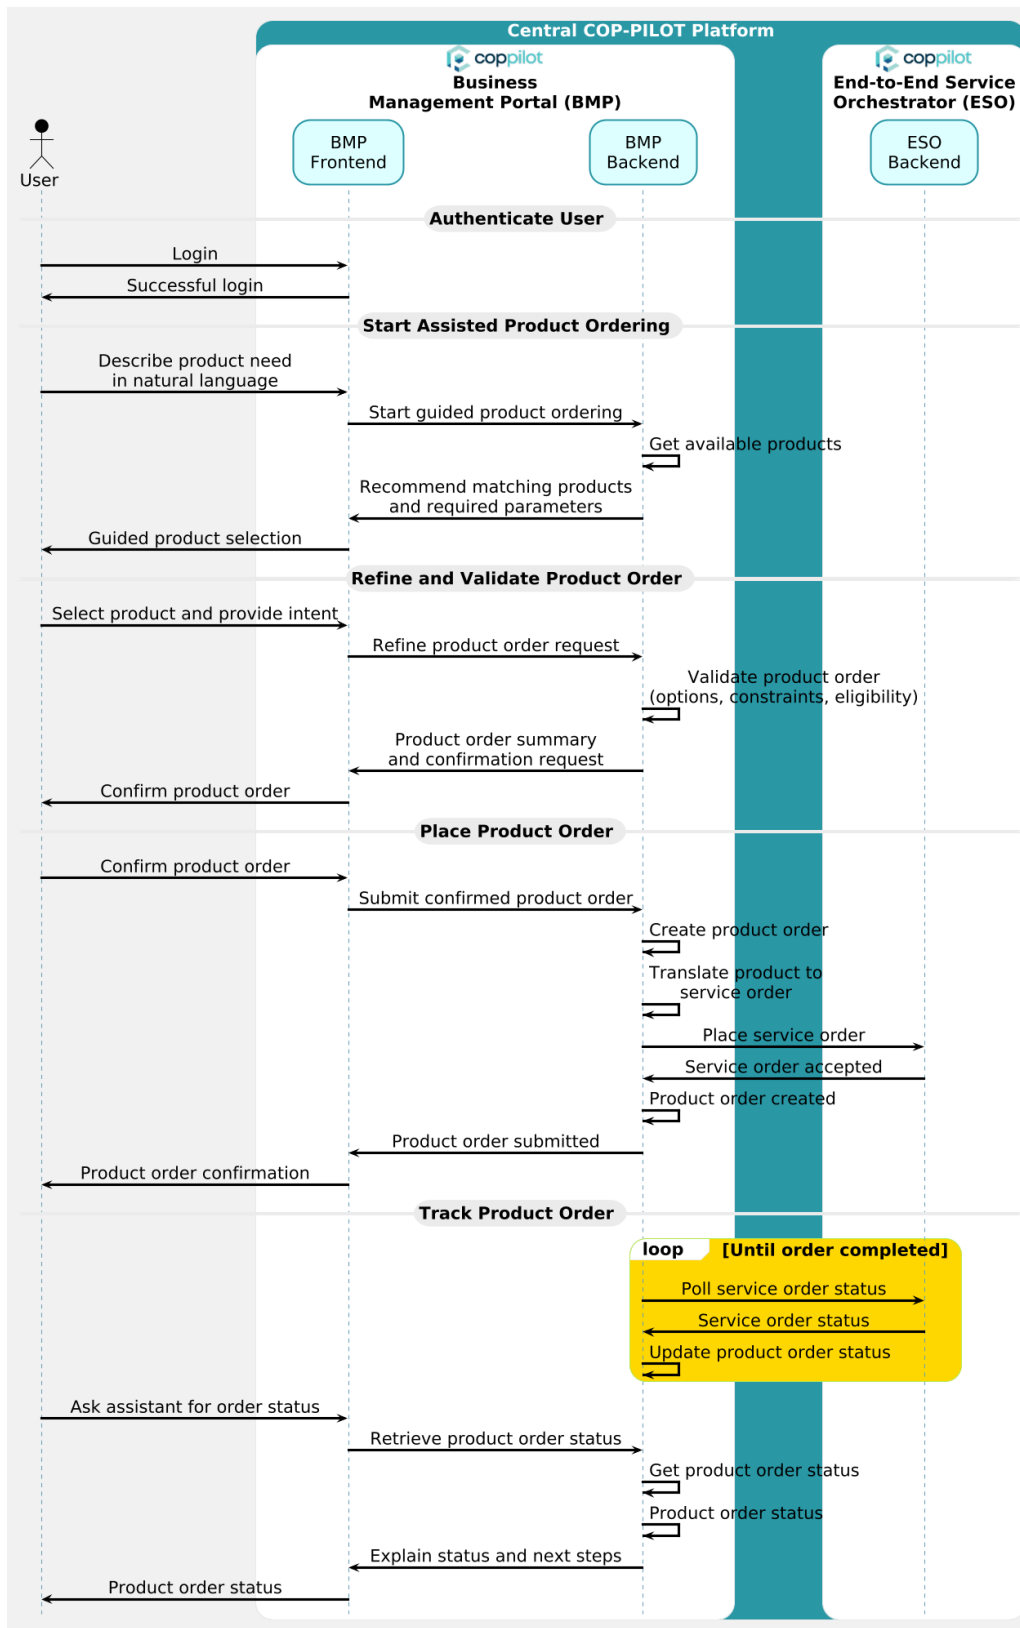 Central COP-PILOT Platform
coppilot
coppilot
Business
Management Portal (BMP)
End-to-End Service
Orchestrator (ESO)
User
BMP
Frontend
BMP
Backend
ESO
Backend
Authenticate User
Login
Successful login
Start Assisted Product Ordering
Describe product need
in natural language
Start guided product ordering
Get available products
Recommend matching products
and required parameters
Guided product selection
Refine and Validate Product Order
Select product and provide intent
Refine product order request
Validate product order
(options, constraints, eligibility)
Product order summary
and confirmation request
Confirm product order
Place Product Order
Confirm product order
Submit confirmed product order
Create product order
Translate product to
service order
Place service order
Service order accepted
Product order created
Product order submitted
Product order confirmation
Track Product Order
loop [Until order completed]
Poll service order status
Service order status
Update product order status
Ask assistant for order status
Retrieve product order status
Get product order status
Product order status
Explain status and next steps
Product order status